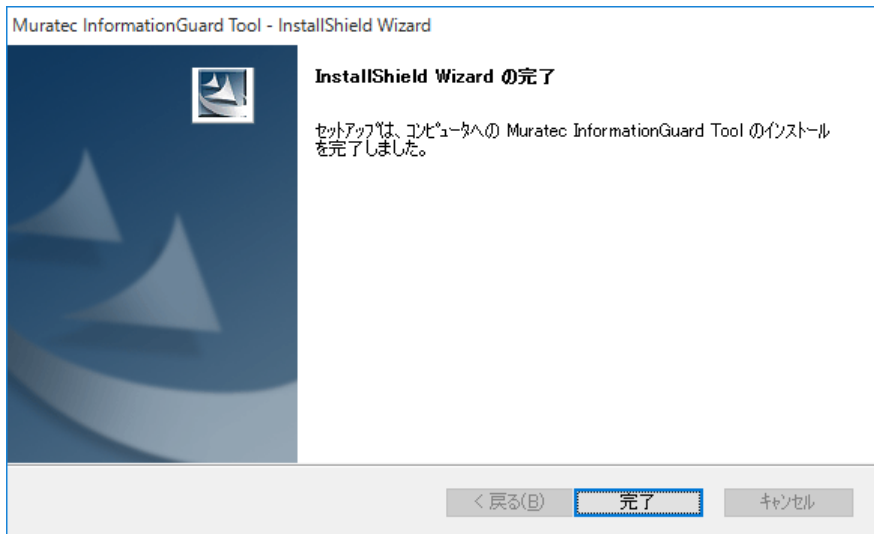 Muratec InformationGuard Tool - InstallShield Wizard
InstallShield Wizard の完了
セットアップは、コンピュータへの Muratec InformationGuard Tool のインストール
を完了しました。
< 戻る(B)
完了
キャンセル